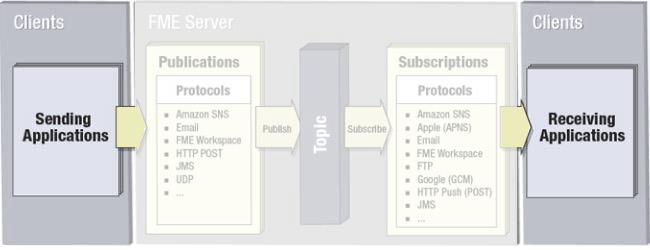 Clients
FME Server
Clients
Publications
Protocols
Amazon SNS
Email
FME Workspace
HTTP POST
JMS
UDP
...
Sending
Applications
Publish
Topic
Subscribe
Subscriptions
Protocols
Amazon SNS
Apple (APNS)
Email
FME Workspace
FTP
Google (GCM)
HTTP Push (POST)
JMS
...
Receiving
Applications